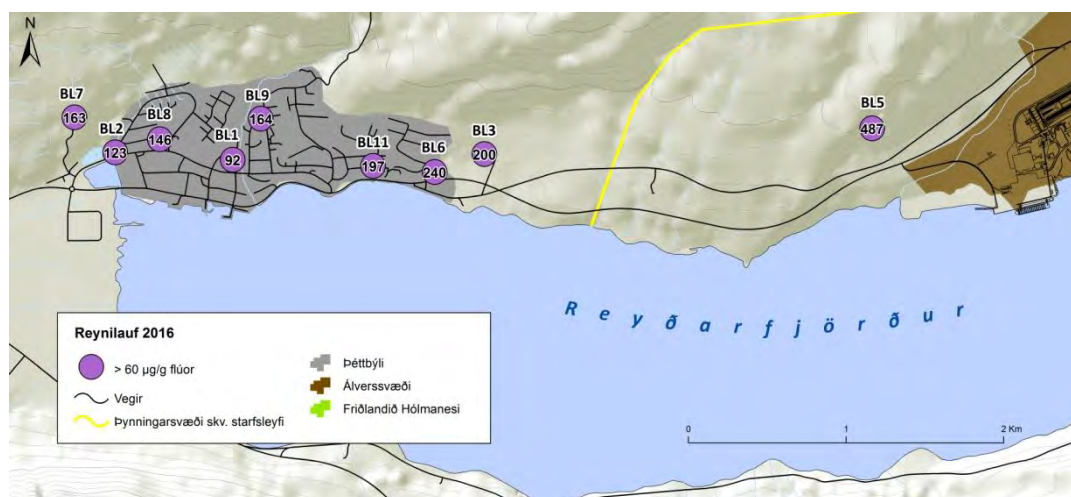 N
BL7
163
BL2
123
BL8
146
BL1
92
BL9
164
BL11
197
BL6
240
BL3
200
BL5
487
Reyðarfjörður
Reynilauf 2016
> 60 µg/g flúor
Vegir
Þynningarsvæði skv. starfsleyfi
Þéttbýli
Álverssvæði
Friðlandið Hólmanesi
0 1 2 Km